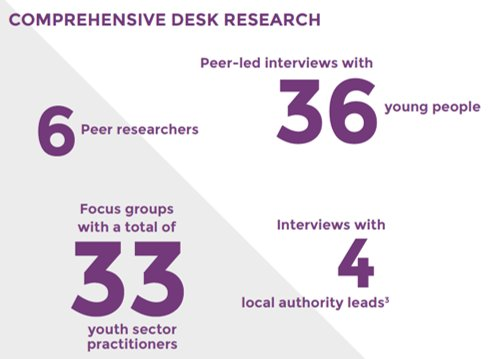 COMPREHENSIVE DESK RESEARCH
Peer-led interviews with
36 young people
6 Peer researchers
Focus groups
with a total of
33
youth sector
practitioners
Interviews with
4
local authority leads³